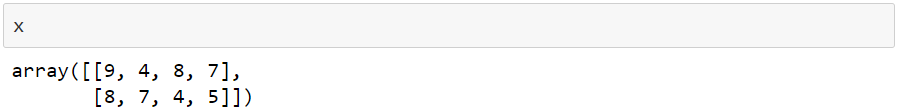 x
array([[9, 4, 8, 7],
       [8, 7, 4, 5]])